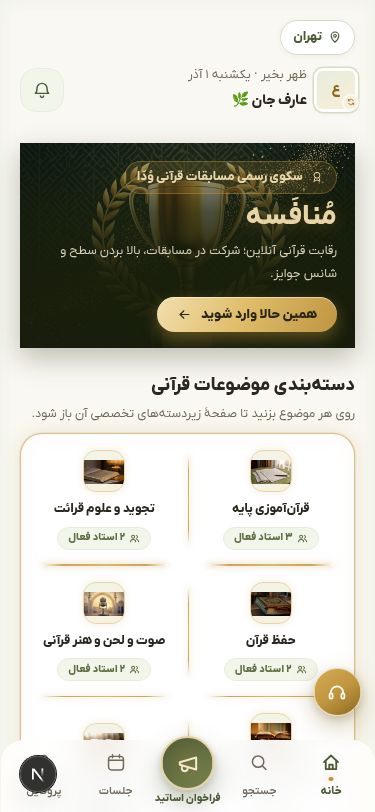 تهران
ظهر بخیر · یکشنبه ۱ آذر
عارف جان 🌿
ع
سکوی رسمی مسابقات قرآنی وُدّا
مُنافَسه
رقابت قرآنی آنلاین؛ شرکت در مسابقات، بالا بردن سطح و
شانس جوایز.
همین حالا وارد شوید ←
دسته‌بندی موضوعات قرآنی
روی هر موضوع بزنید تا صفحهٔ زیردسته‌های تخصصی آن باز شود.
قرآن‌آموزی پایه
۳ استاد فعال
تجوید و علوم قرائت
۲ استاد فعال
حفظ قرآن
۲ استاد فعال
صوت و لحن و هنر قرآنی
۲ استاد فعال
خانه
جستجو
فراخوان اساتید
جلسات
N